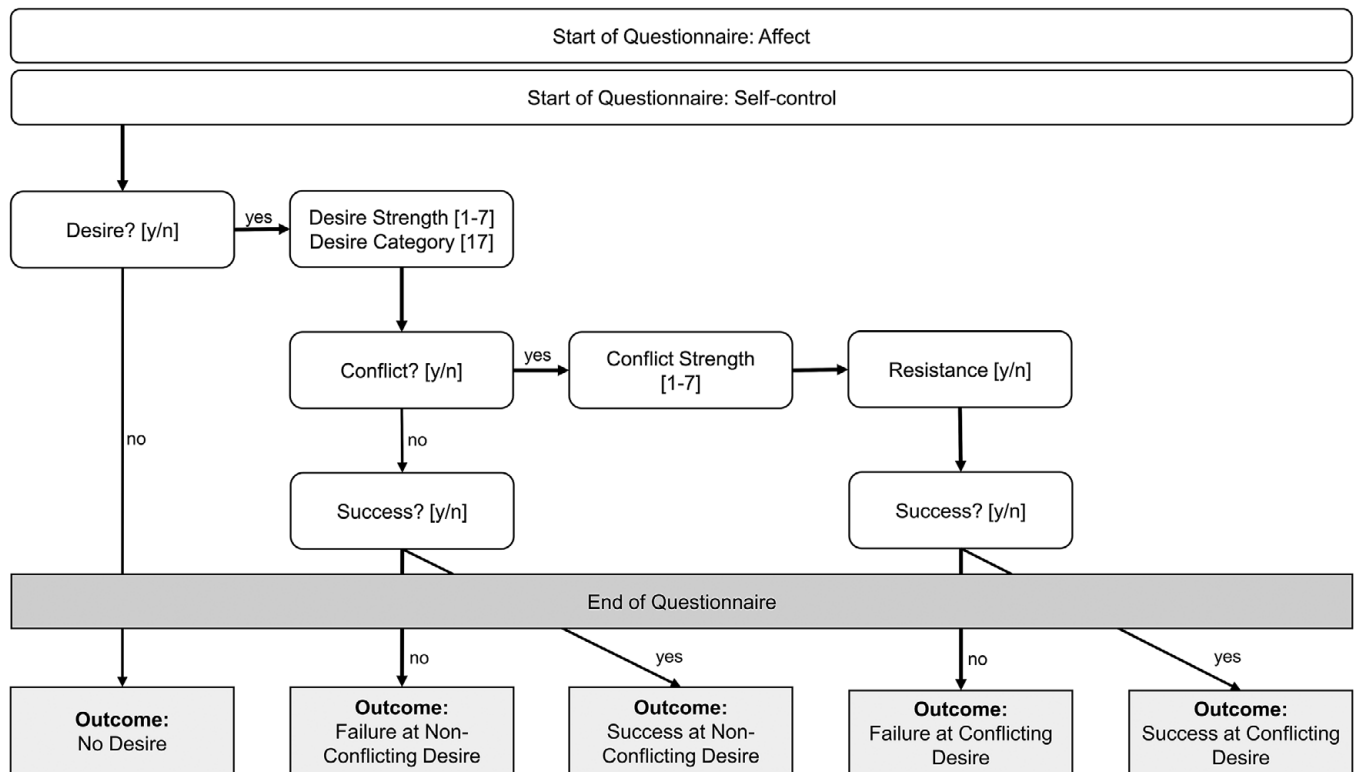 Start of Questionnaire: Affect
Start of Questionnaire: Self-control
Desire? [y/n]
yes
Desire Strength [1-7]
Desire Category [17]
Conflict? [y/n]
yes
Conflict Strength
[1-7]
Resistance [y/n]
no
no
Success? [y/n]
Success? [y/n]
End of Questionnaire
no
yes
no
yes
Outcome:
No Desire
Outcome:
Failure at Non-
Conflicting Desire
Outcome:
Success at Non-
Conflicting Desire
Outcome:
Failure at Conflicting
Desire
Outcome:
Success at Conflicting
Desire